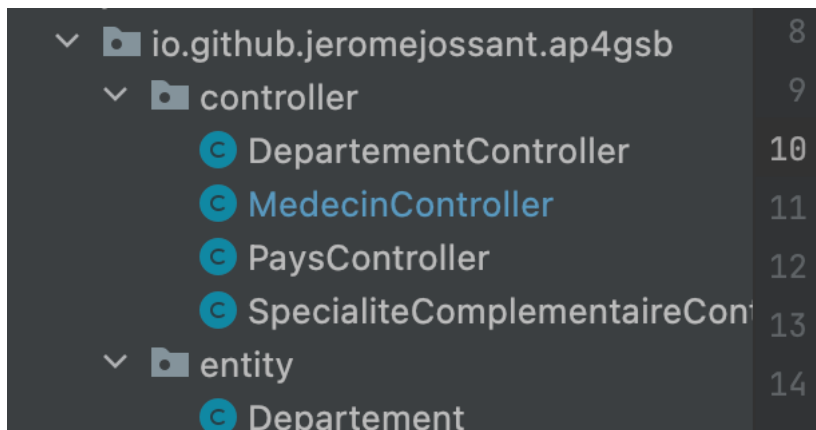 io.github.jeromejossant.ap4gsb 8
controller 9
C DepartementController 10
C MedecinController 11
C PaysController 12
C SpecialiteComplementaireCont 13
entity 14
C Departement